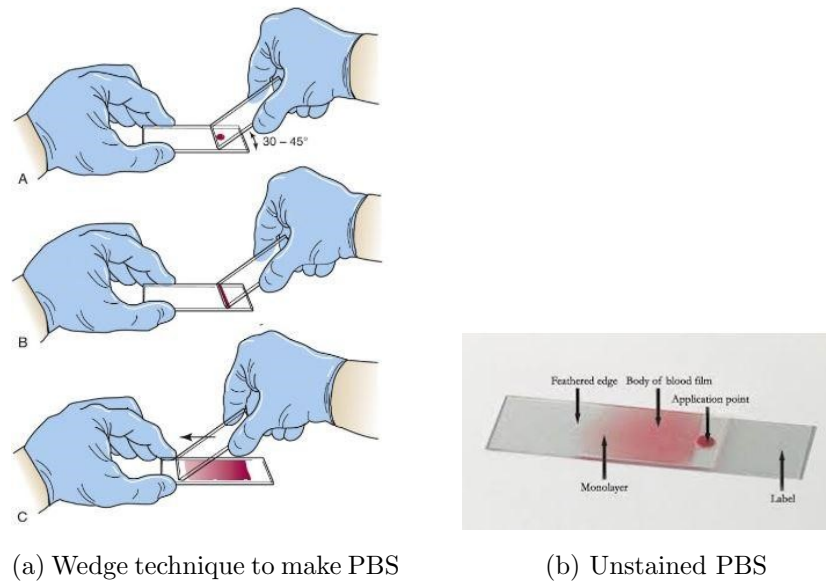 30 – 45°
A
B
C
Feathered edge
Body of blood film
Application point
Monolayer
Label
(a) Wedge technique to make PBS
(b) Unstained PBS